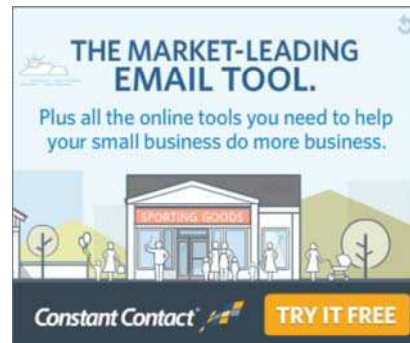 THE MARKET-LEADING
EMAIL TOOL.
Plus all the online tools you need to help
your small business do more business.
SPORTING GOODS
Constant Contact®
TRY IT FREE